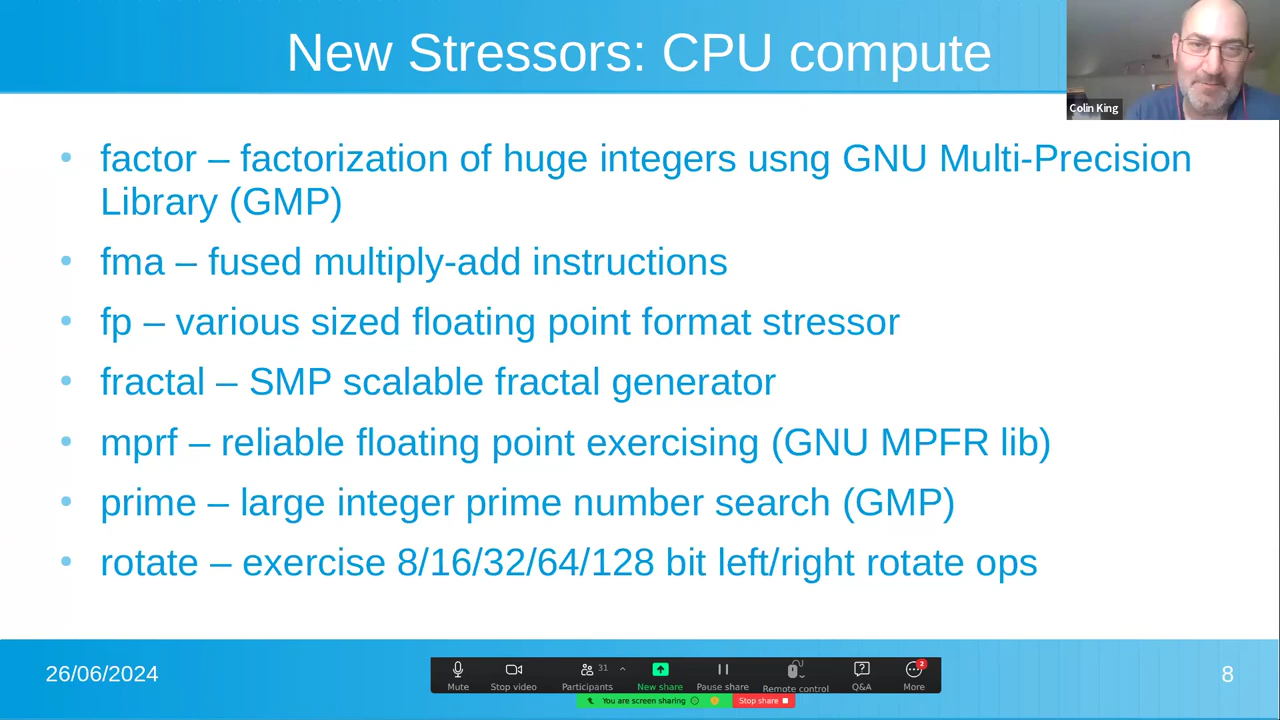 New Stressors: CPU compute
Colin King
• factor – factorization of huge integers usng GNU Multi-Precision
Library (GMP)
• fma – fused multiply-add instructions
• fp – various sized floating point format stressor
• fractal – SMP scalable fractal generator
• mprf – reliable floating point exercising (GNU MPFR lib)
• prime – large integer prime number search (GMP)
• rotate – exercise 8/16/32/64/128 bit left/right rotate ops
26/06/2024
31
2
Mute Stop video Participants New share Pause share Remote control Q&A More
You are screen sharing Stop share
8